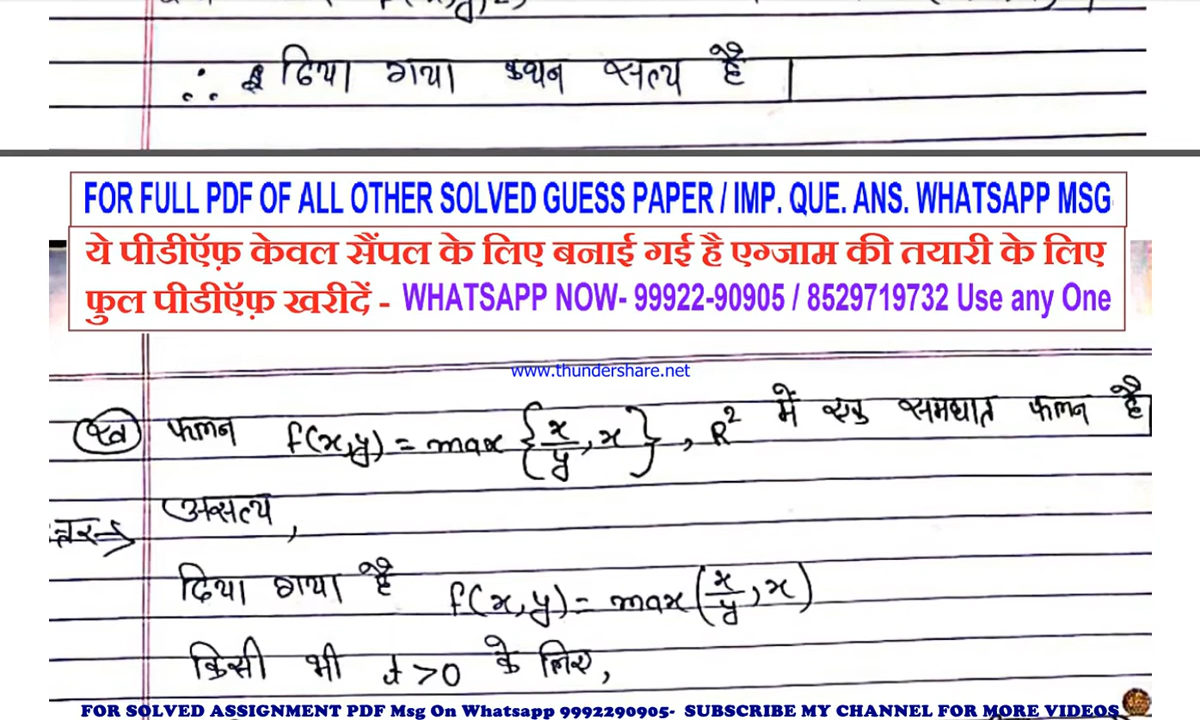 ∴ दिया गया कथन सत्य है |
FOR FULL PDF OF ALL OTHER SOLVED GUESS PAPER / IMP. QUE. ANS. WHATSAPP MSG
ये पीडीऍफ़ केवल सैंपल के लिए बनाई गई है एग्जाम की तयारी के लिए
फुल पीडीऍफ़ खरीदें - WHATSAPP NOW- 99922-90905 / 8529719732 Use any One
www.thundershare.net
(ख) फलन f(x,y) = max {x/y, x}, R² में एक समघात फलन है|
असत्य,
दिया गया है f(x, y) = max(x/y, x)
किसी भी t >0 के लिए,
FOR SOLVED ASSIGNMENT PDF Msg On Whatsapp 9992290905- SUBSCRIBE MY CHANNEL FOR MORE VIDEOS